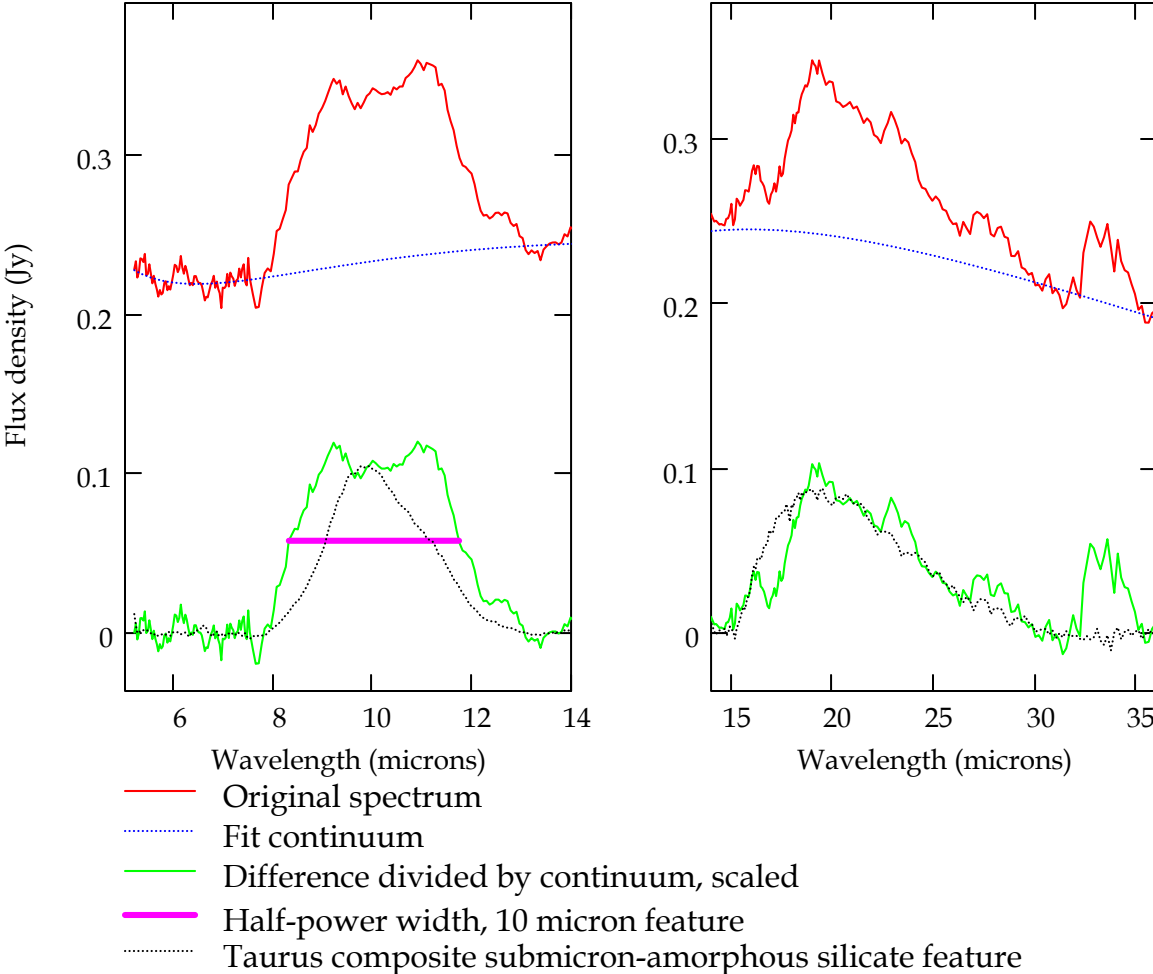 Flux density (Jy)
0.3
0.2
0.1
0
6 8 10 12 14
Wavelength (microns)
0.3
0.2
0.1
0
15 20 25 30 35
Wavelength (microns)
Original spectrum
Fit continuum
Difference divided by continuum, scaled
Half-power width, 10 micron feature
Taurus composite submicron-amorphous silicate feature